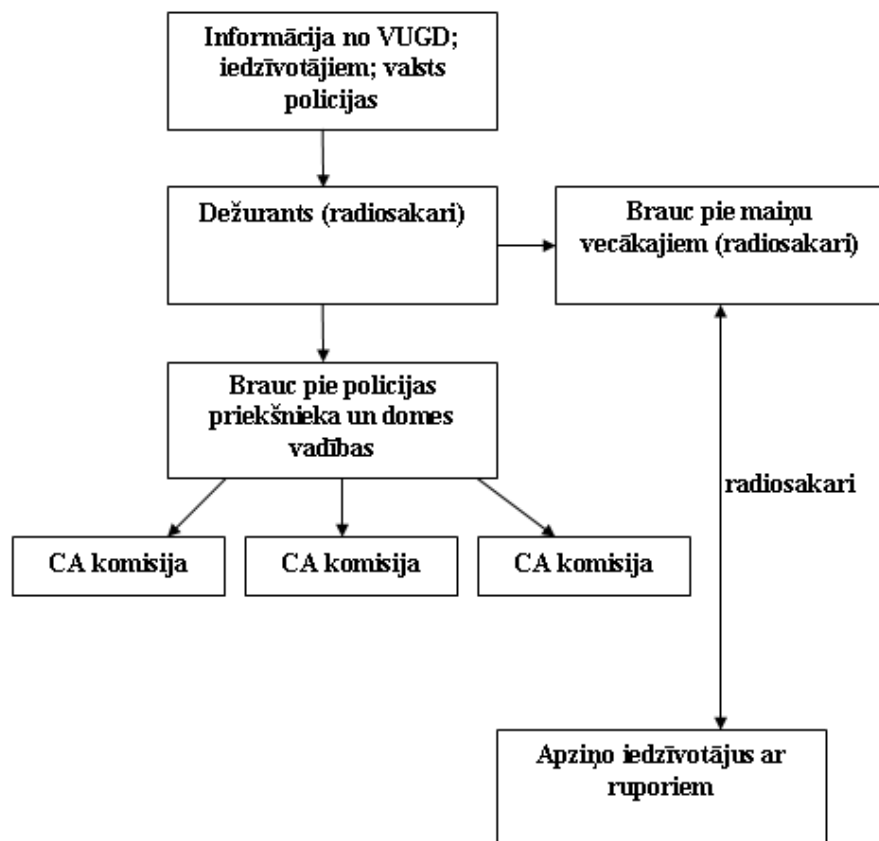 Informācija no VUGD;
iedzīvotājiem; valsts
policijas
Dežurants (radiosakari)
Brauc pie maiņu
vecākajiem (radiosakari)
Brauc pie policijas
priekšnieka un domes
vadības
radiosakari
CA komisija
CA komisija
CA komisija
Apziņo iedzīvotājus ar
ruporiem